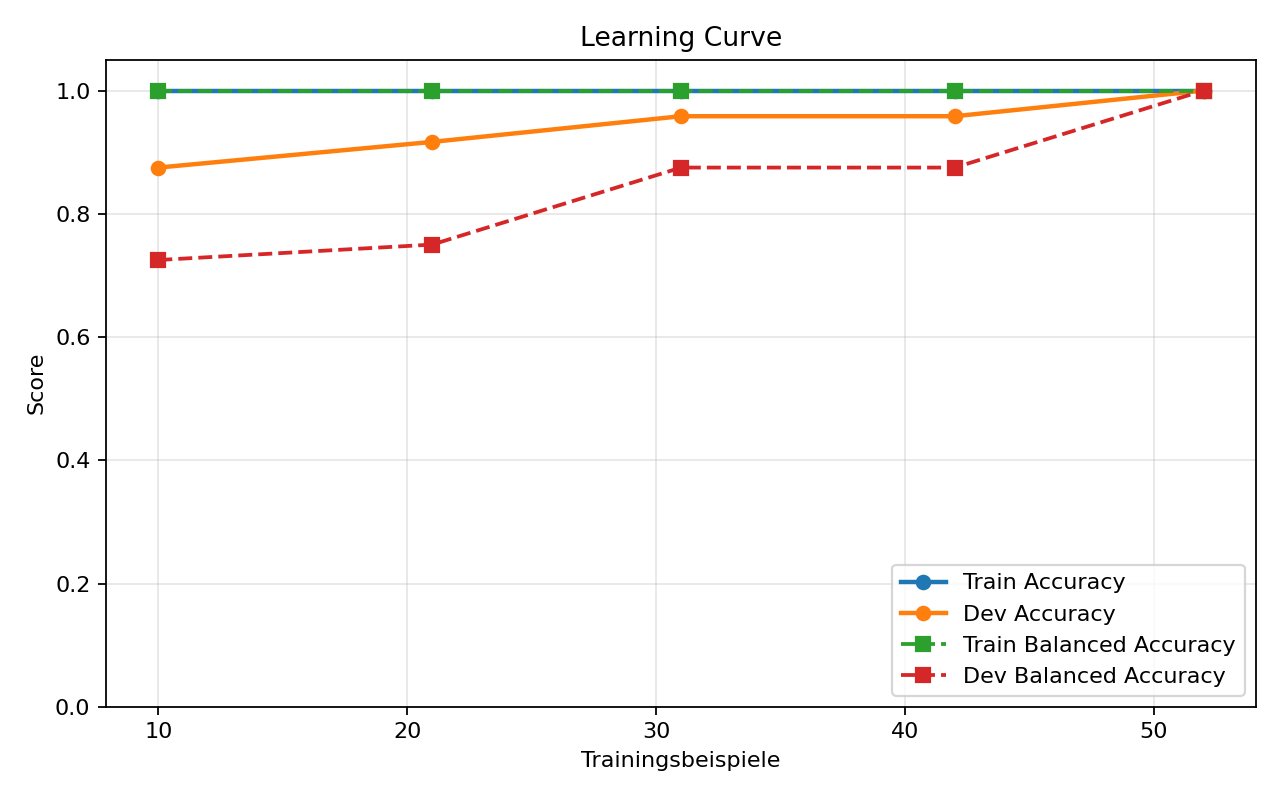 Learning Curve
1.0
0.8
0.6
0.4
0.2
0.0
Score
10
20
30
40
50
Trainingsbeispiele
Train Accuracy
Dev Accuracy
Train Balanced Accuracy
Dev Balanced Accuracy